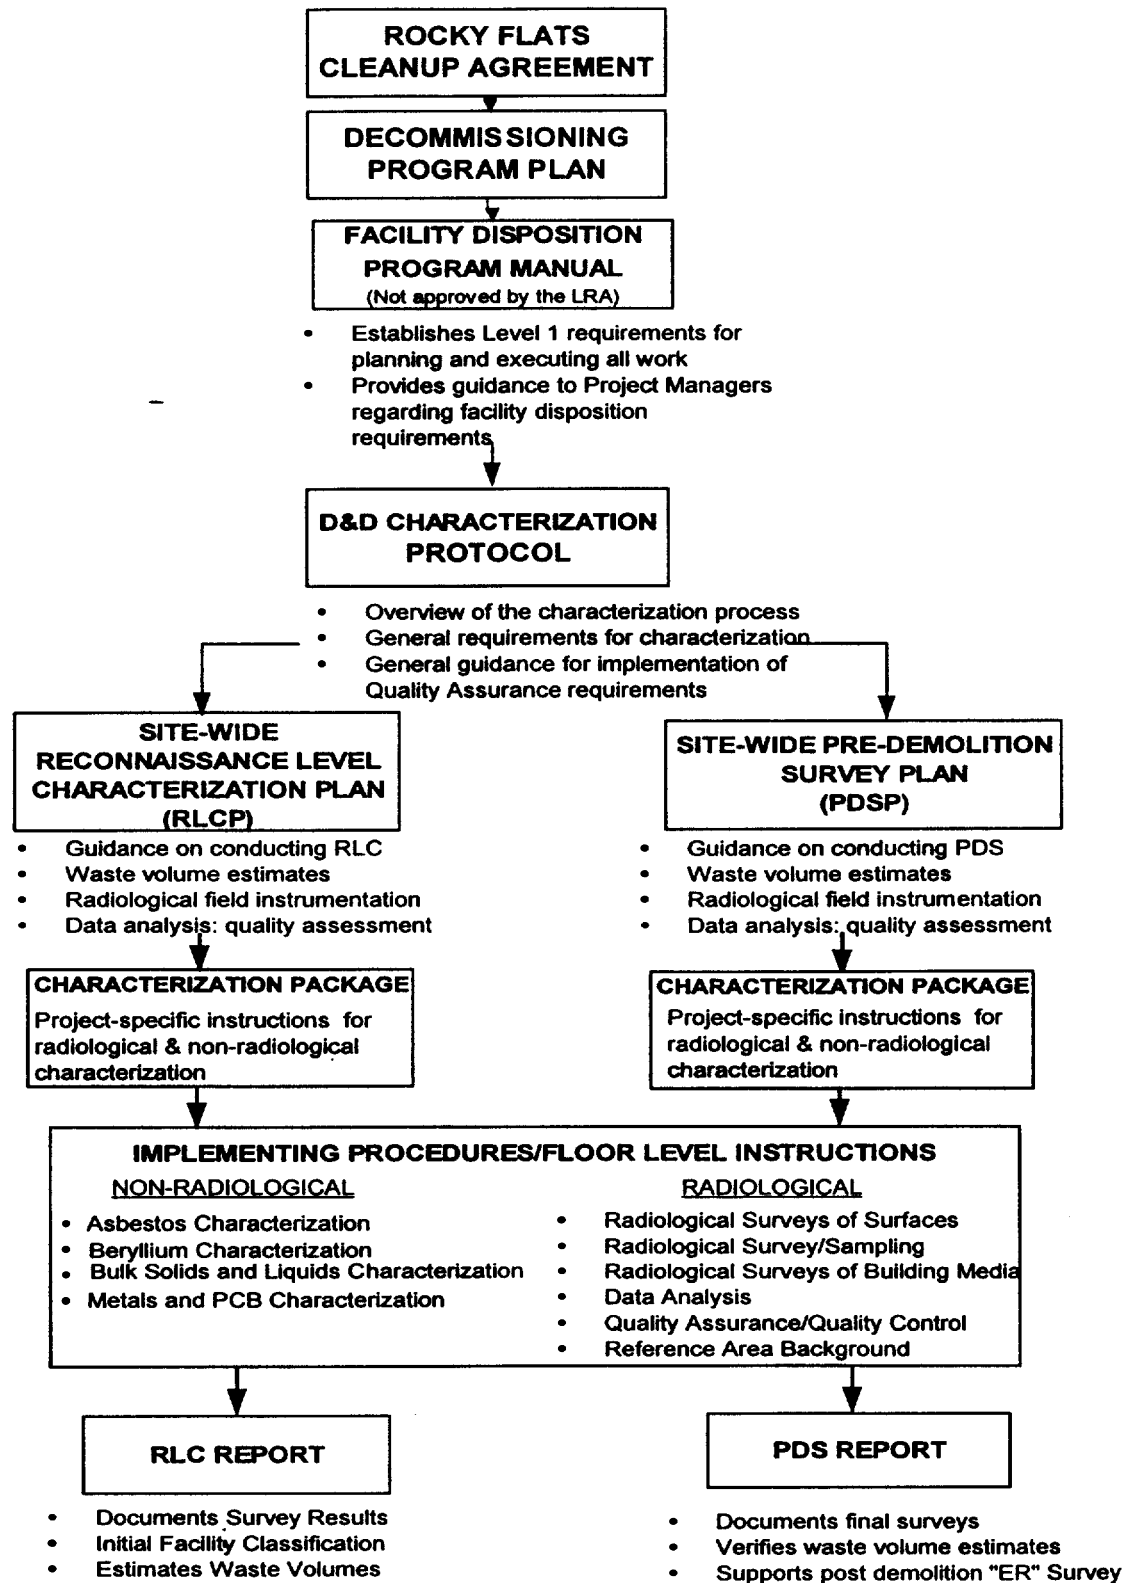 ROCKY FLATS
CLEANUP AGREEMENT
DECOMMISSIONING
PROGRAM PLAN
FACILITY DISPOSITION
PROGRAM MANUAL
(Not approved by the LRA)
• Establishes Level 1 requirements for
planning and executing all work
• Provides guidance to Project Managers
regarding facility disposition
requirements
D&D CHARACTERIZATION
PROTOCOL
• Overview of the characterization process
• General requirements for characterization
• General guidance for implementation of
Quality Assurance requirements
SITE-WIDE
RECONNAISSANCE LEVEL
CHARACTERIZATION PLAN
(RLCP)
• Guidance on conducting RLC
• Waste volume estimates
• Radiological field instrumentation
• Data analysis: quality assessment
SITE-WIDE PRE-DEMOLITION
SURVEY PLAN
(PDSP)
• Guidance on conducting PDS
• Waste volume estimates
• Radiological field instrumentation
• Data analysis: quality assessment
CHARACTERIZATION PACKAGE
Project-specific instructions for
radiological & non-radiological
characterization
CHARACTERIZATION PACKAGE
Project-specific instructions for
radiological & non-radiological
characterization
IMPLEMENTING PROCEDURES/FLOOR LEVEL INSTRUCTIONS
NON-RADIOLOGICAL
• Asbestos Characterization
• Beryllium Characterization
• Bulk Solids and Liquids Characterization
• Metals and PCB Characterization
RADIOLOGICAL
• Radiological Surveys of Surfaces
• Radiological Survey/Sampling
• Radiological Surveys of Building Media
• Data Analysis
• Quality Assurance/Quality Control
• Reference Area Background
RLC REPORT
• Documents Survey Results
• Initial Facility Classification
• Estimates Waste Volumes
PDS REPORT
• Documents final surveys
• Verifies waste volume estimates
• Supports post demolition "ER" Survey